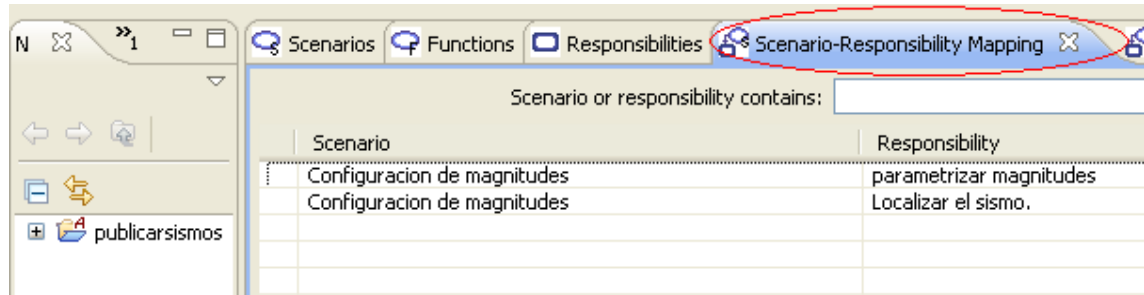 N »1 Scenarios Functions Responsibilities Scenario-Responsibility Mapping
Scenario or responsibility contains:
Scenario Responsibility
Configuracion de magnitudes parametrizar magnitudes
Configuracion de magnitudes Localizar el sismo.
publicarsismos